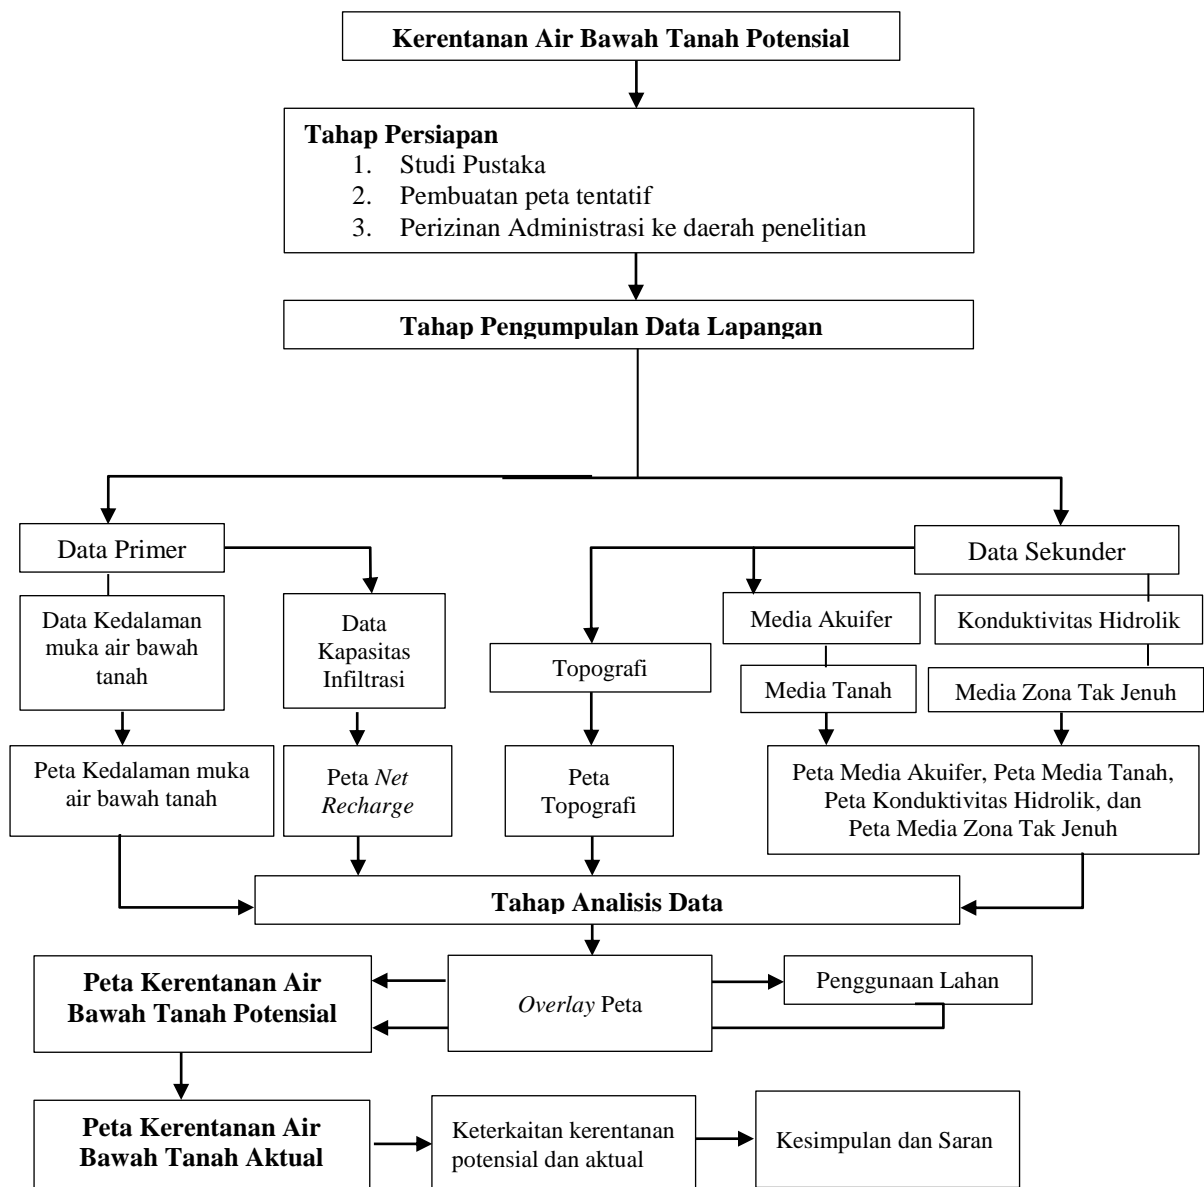 Kerentanan Air Bawah Tanah Potensial
Tahap Persiapan
1. Studi Pustaka
2. Pembuatan peta tentatif
3. Perizinan Administrasi ke daerah penelitian
Tahap Pengumpulan Data Lapangan
Data Primer
Data Sekunder
Data Kedalaman
muka air bawah
tanah
Data
Kapasitas
Infiltrasi
Topografi
Media Akuifer
Konduktivitas Hidrolik
Media Tanah
Media Zona Tak Jenuh
Peta Kedalaman muka
air bawah tanah
Peta Net
Recharge
Peta
Topografi
Peta Media Akuifer, Peta Media Tanah,
Peta Konduktivitas Hidrolik, dan
Peta Media Zona Tak Jenuh
Tahap Analisis Data
Peta Kerentanan Air
Bawah Tanah Potensial
Overlay Peta
Penggunaan Lahan
Peta Kerentanan Air
Bawah Tanah Aktual
Keterkaitan kerentanan
potensial dan aktual
Kesimpulan dan Saran